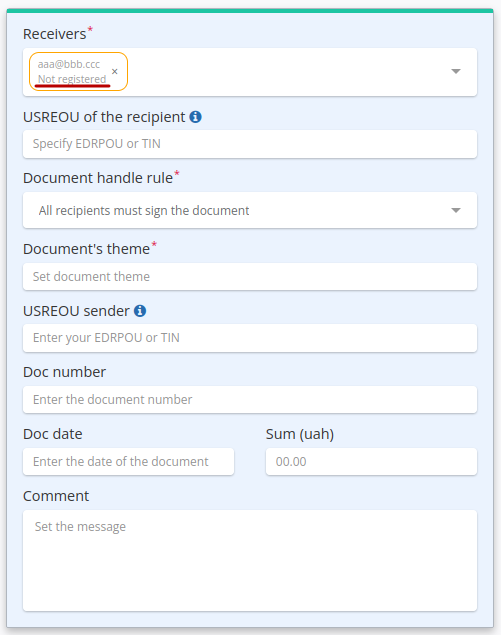 Receivers*
aaa@bbb.ccc
Not registered ×
USREOU of the recipient i
Specify EDRPOU or TIN
Document handle rule*
All recipients must sign the document
Document's theme*
Set document theme
USREOU sender i
Enter your EDRPOU or TIN
Doc number
Enter the document number
Doc date
Enter the date of the document
Sum (uah)
00.00
Comment
Set the message